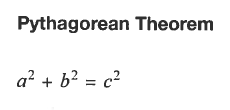 Pythagorean Theorem
a² + b² = c²